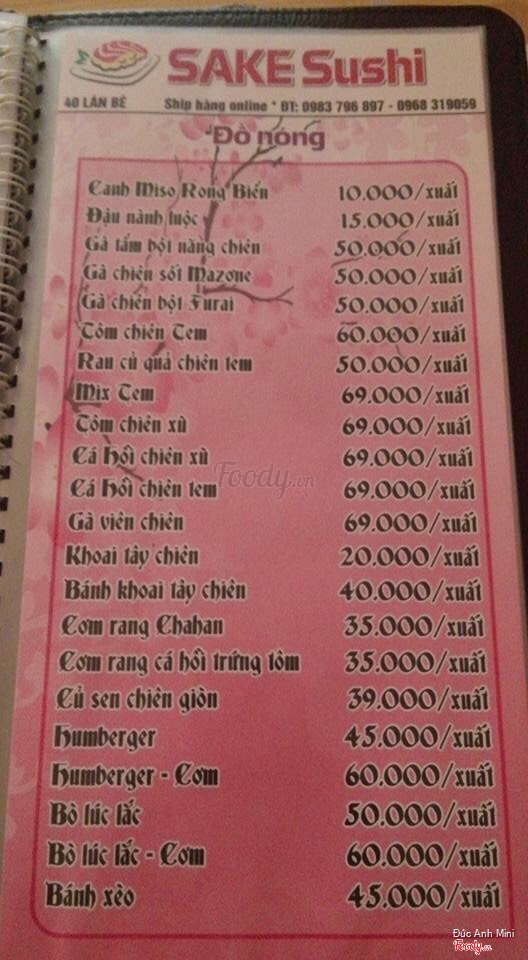 SAKE Sushi
40 LÁN BÈ Ship hàng online * ĐT: 0983 796 897 - 0968 319059
Đồ nóng
Canh Miso Rong Biển 10.000/xuất
Đậu nành luộc 15.000/xuất
Gà tẩm bột năng chiên 50.000/xuất
Gà chiên sốt Mazone 50.000/xuất
Gà chiên bột Furai 50.000/xuất
Tôm chiên Tem 60.000/xuất
Rau củ quả chiên tem 50.000/xuất
Mix Tem 69.000/xuất
Tôm chiên xù 69.000/xuất
Cá Hồi chiên xù 69.000/xuất
Cá Hồi chiên tem 69.000/xuất
Foody.vn
Gà viên chiên 69.000/xuất
Khoai tây chiên 20.000/xuất
Bánh khoai tây chiên 40.000/xuất
Cơm rang Chahan 35.000/xuất
Cơm rang cá hồi trứng tôm 35.000/xuất
Củ sen chiên giòn 39.000/xuất
Humberger 45.000/xuất
Humberger - Cơm 60.000/xuất
Bò lúc lắc 50.000/xuất
Bò lúc lắc - Cơm 60.000/xuất
Bánh xèo 45.000/xuất
Đức Anh Mini
Foody.vn